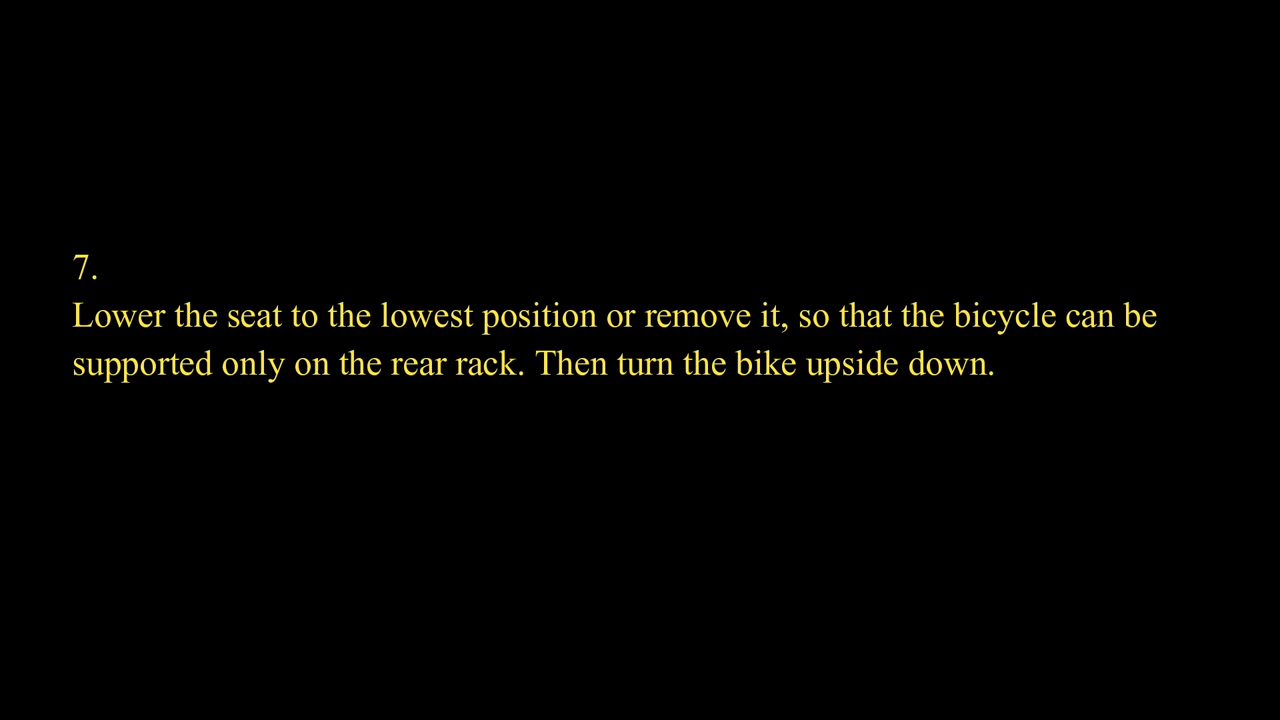 7.
Lower the seat to the lowest position or remove it, so that the bicycle can be
supported only on the rear rack. Then turn the bike upside down.